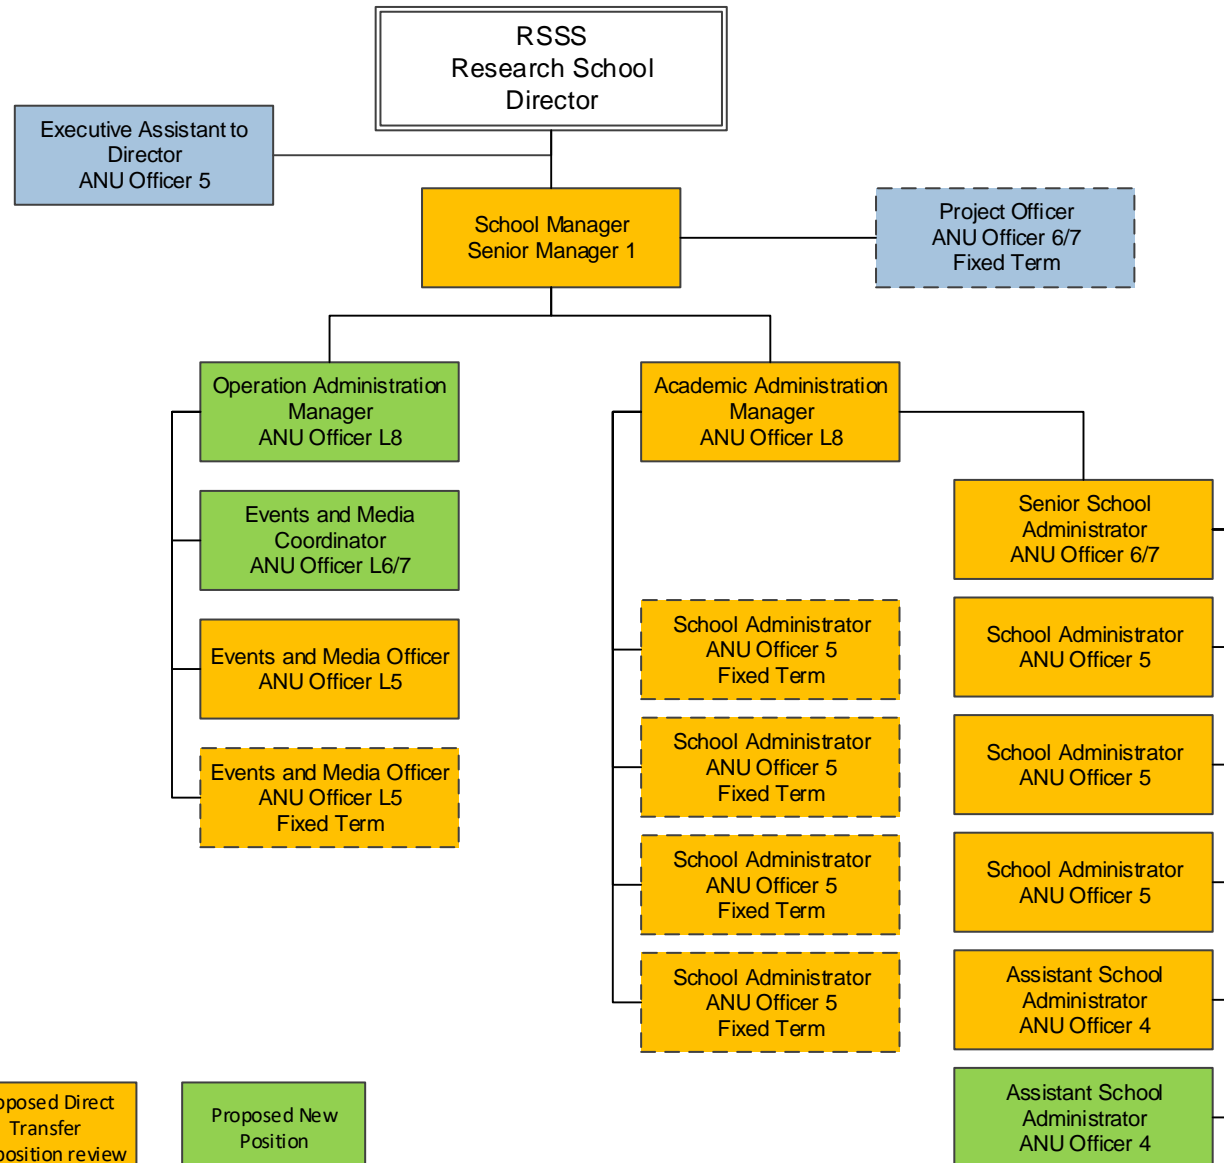 RSSS
Research School
Director
Executive Assistant to
Director
ANU Officer 5
School Manager
Senior Manager 1
Project Officer
ANU Officer 6/7
Fixed Term
Operation Administration
Manager
ANU Officer L8
Academic Administration
Manager
ANU Officer L8
Events and Media
Coordinator
ANU Officer L6/7
Senior School
Administrator
ANU Officer 6/7
Events and Media Officer
ANU Officer L5
School Administrator
ANU Officer 5
Fixed Term
School Administrator
ANU Officer 5
Events and Media Officer
ANU Officer L5
Fixed Term
School Administrator
ANU Officer 5
Fixed Term
School Administrator
ANU Officer 5
School Administrator
ANU Officer 5
Fixed Term
School Administrator
ANU Officer 5
School Administrator
ANU Officer 5
Fixed Term
Assistant School
Administrator
ANU Officer 4
Direct
Transfer
review
Proposed New
Position
Assistant School
Administrator
ANU Officer 4